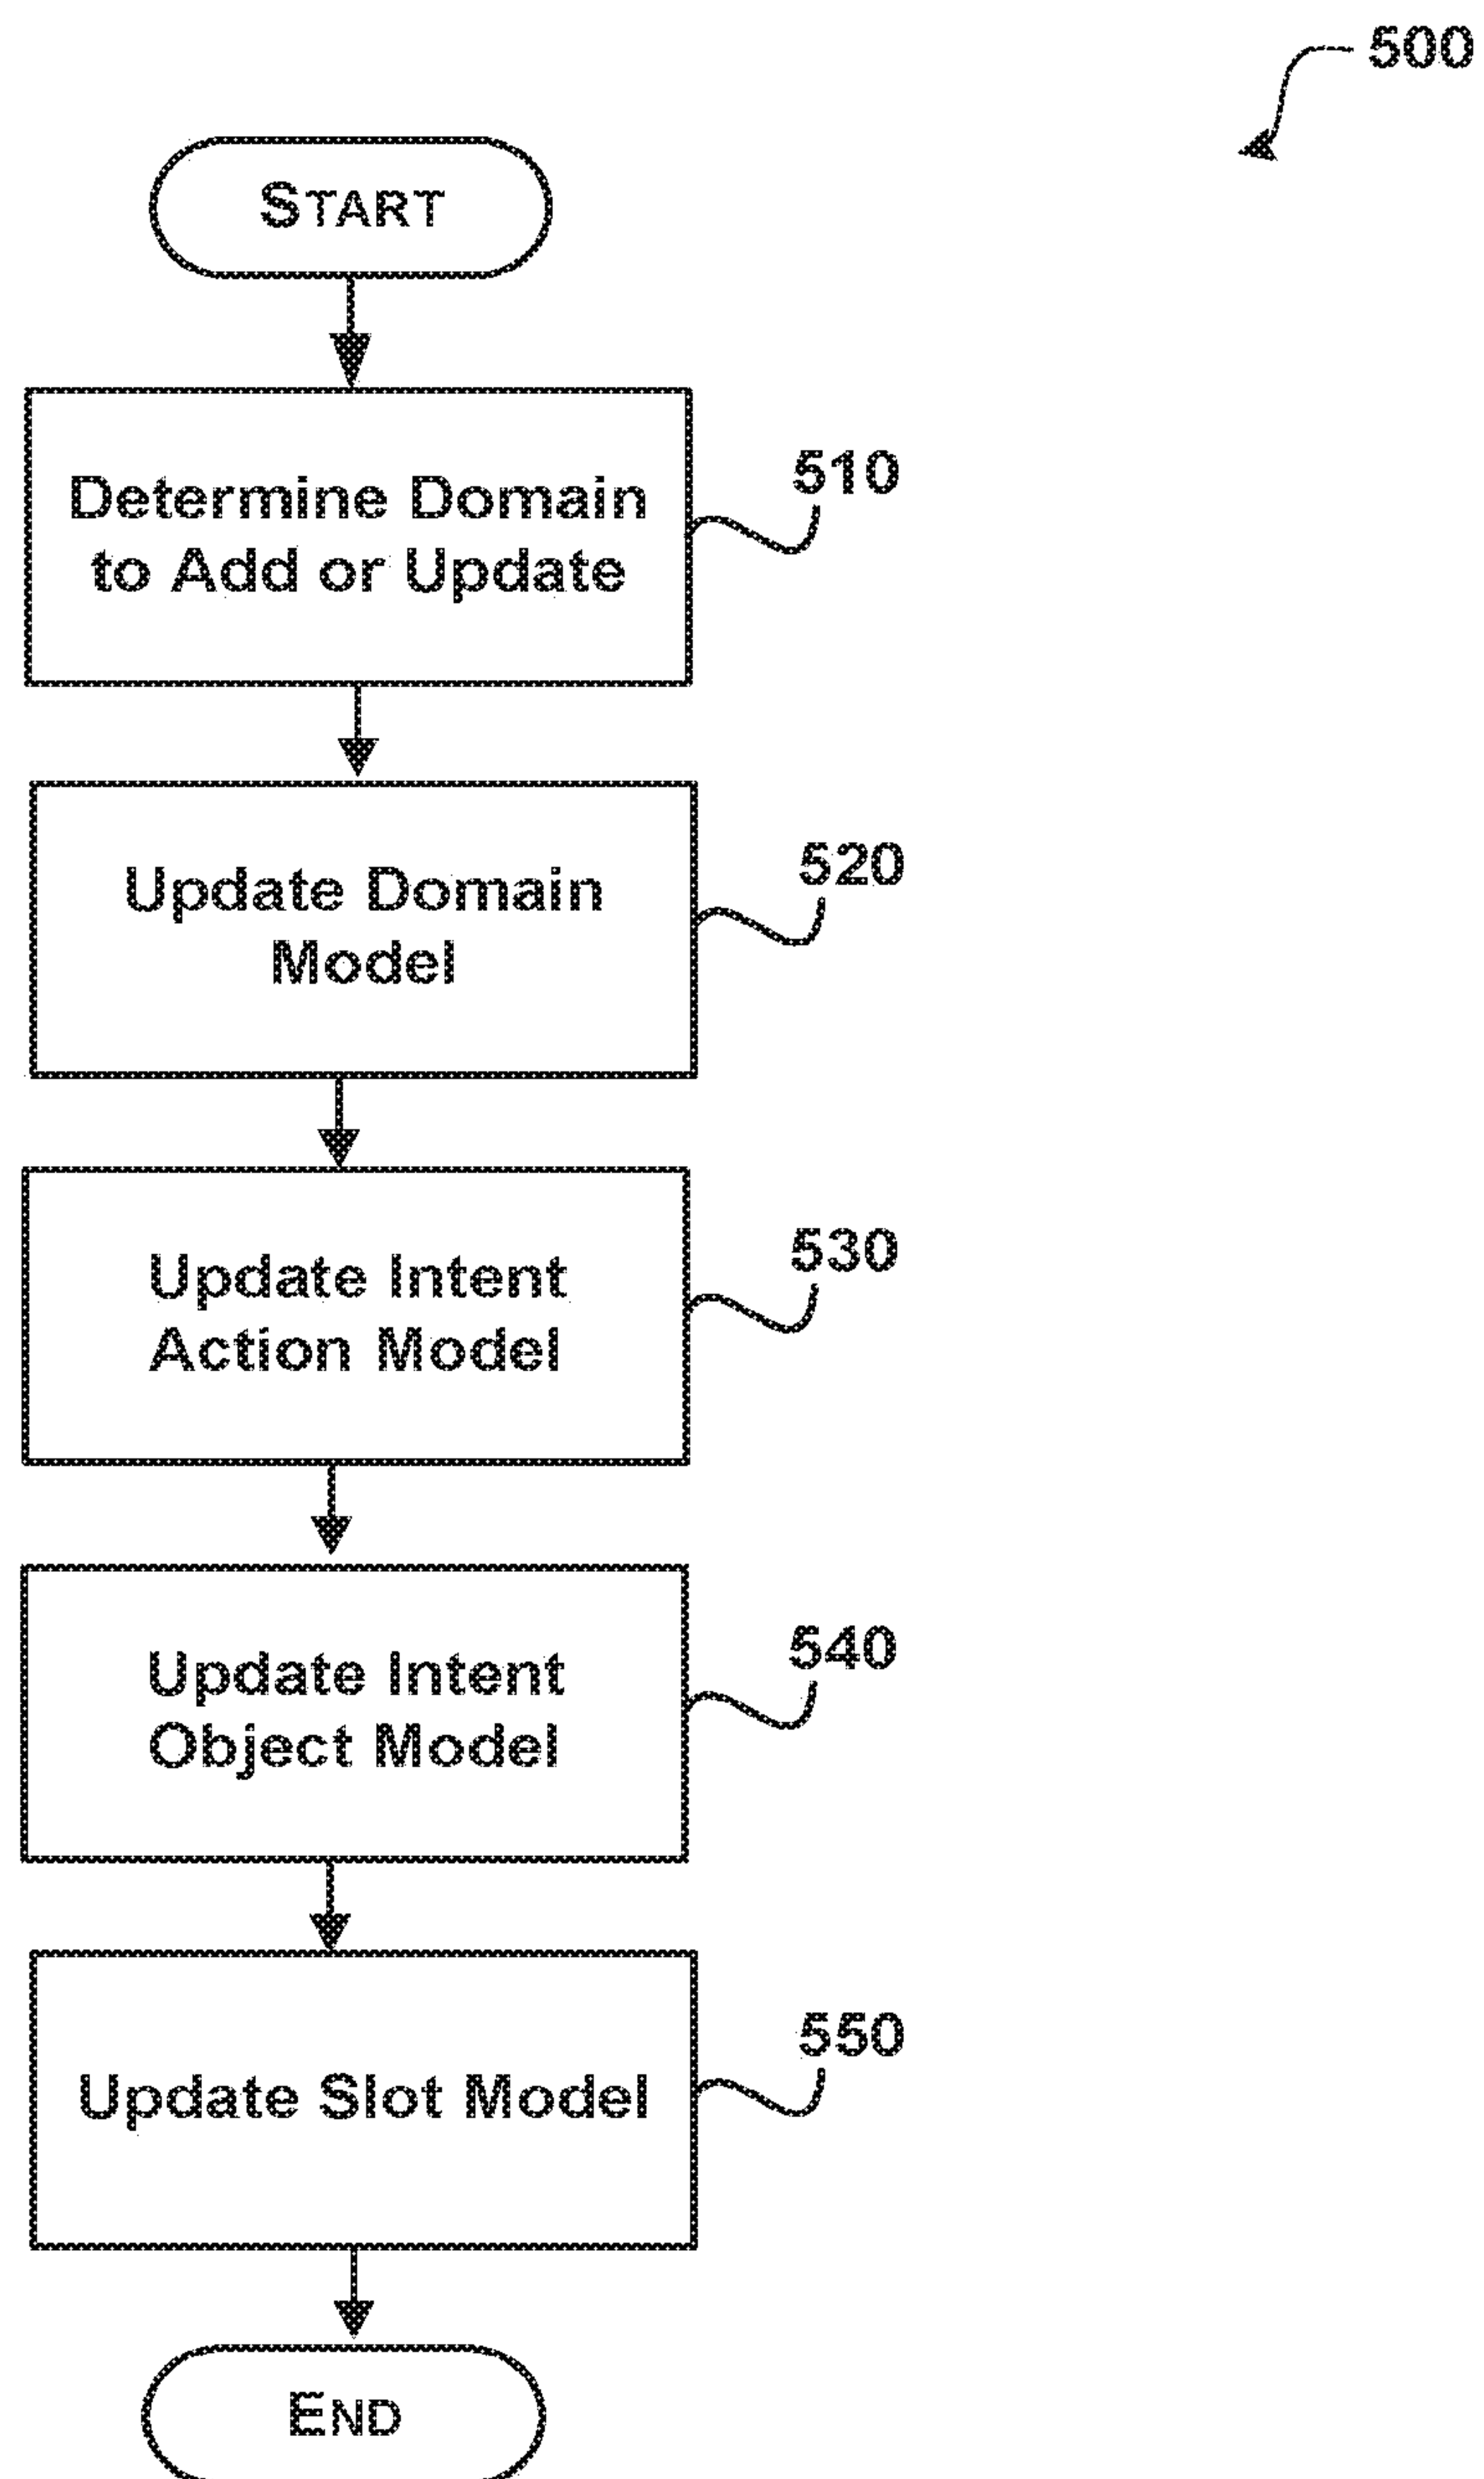 500
START
Determine Domain
to Add or Update
510
Update Domain
Model
520
Update Intent
Action Model
530
Update Intent
Object Model
540
Update Slot Model
550
END